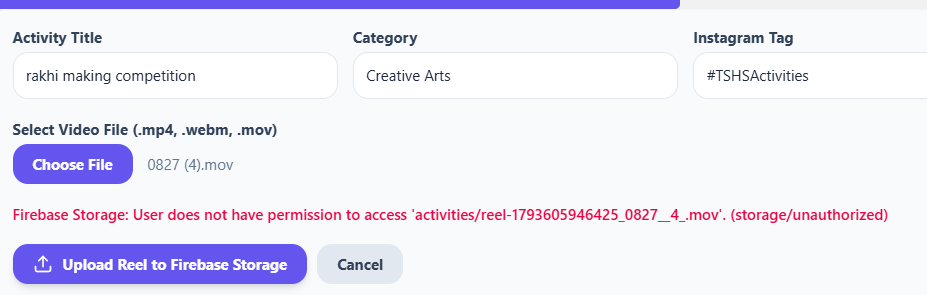 Activity Title
Category
Instagram Tag
rakhi making competition
Creative Arts
#TSHSActivities
Select Video File (.mp4, .webm, .mov)
Choose File
0827 (4).mov
Firebase Storage: User does not have permission to access 'activities/reel-1793605946425_0827__4_.mov'. (storage/unauthorized)
Upload Reel to Firebase Storage
Cancel